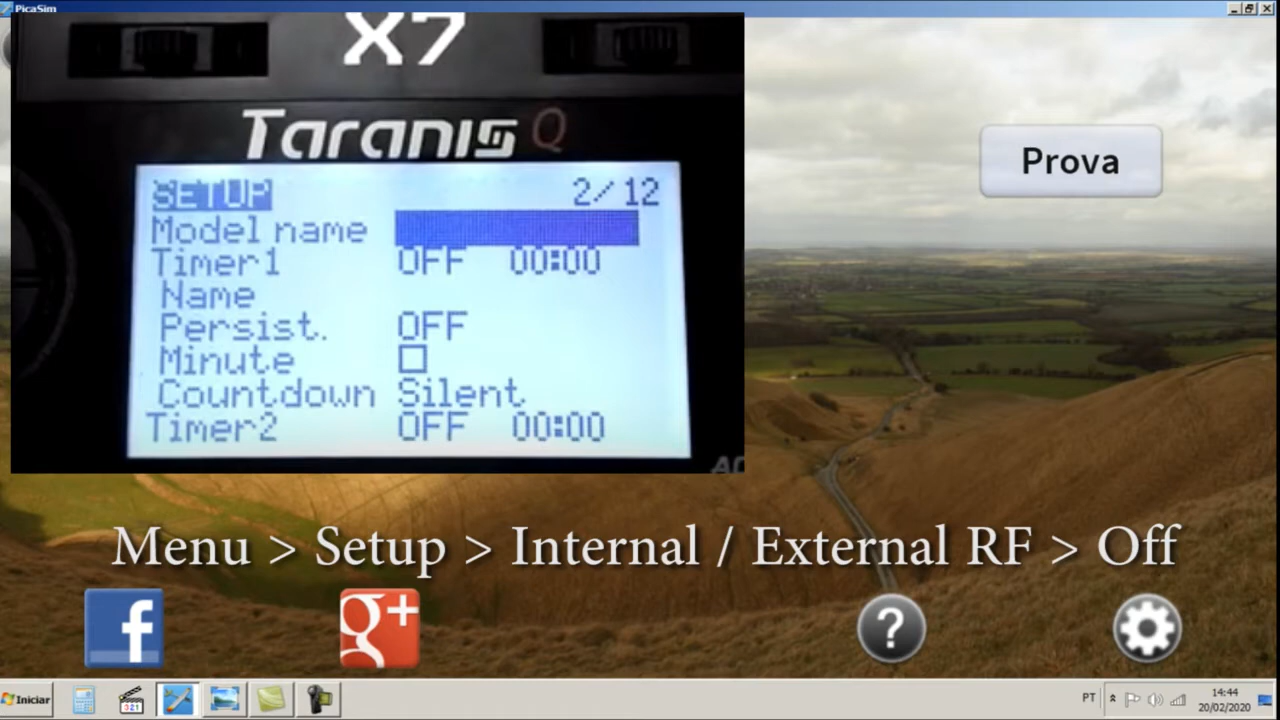 PicaSim
X7
Taranis Q
SETUP 2/12
Model name
Timer1 OFF 00:00
Name
Persist. OFF
Minute
Countdown Silent
Timer2 OFF 00:00
Prova
Menu > Setup > Internal / External RF > Off
f
g+
?
321
Iniciar
PT
14:44
20/02/2020